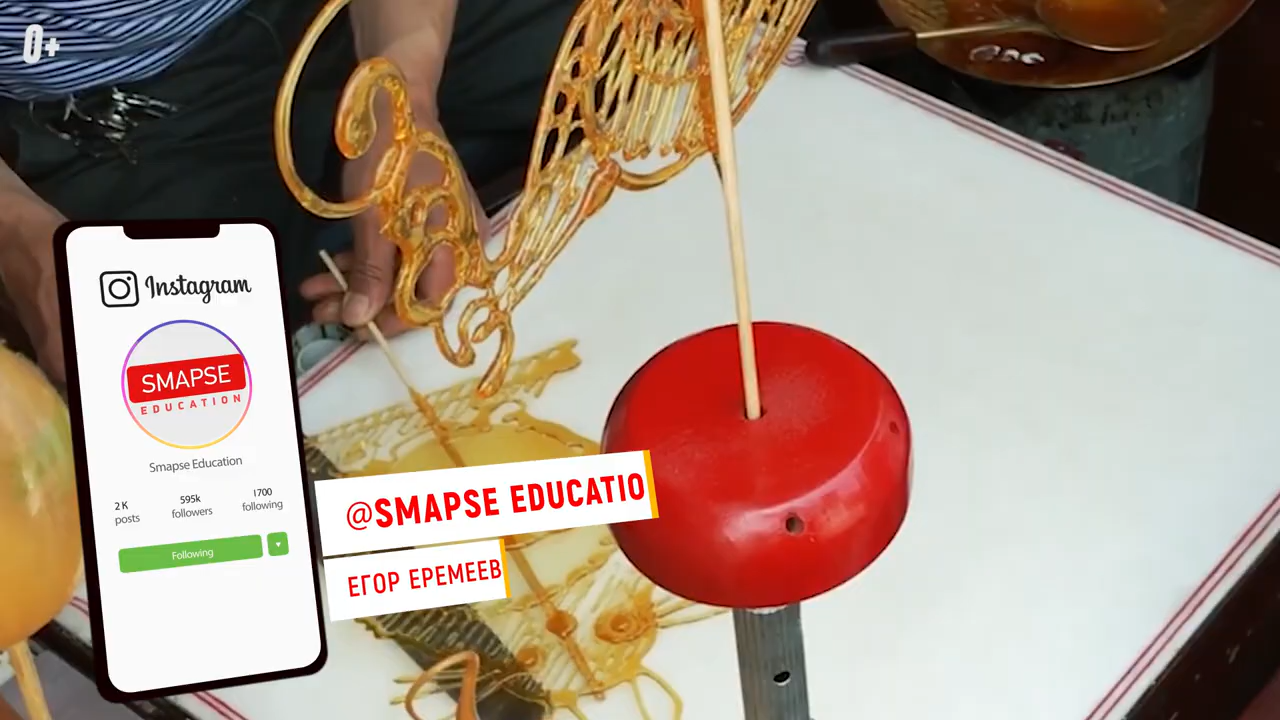 0+
Instagram
SMAPSE
EDUCATION
Smapse Education
2 K
595k
1700
posts
followers
following
Following
@SMAPSE EDUCATIO
ЕГОР ЕРЕМЕЕВ